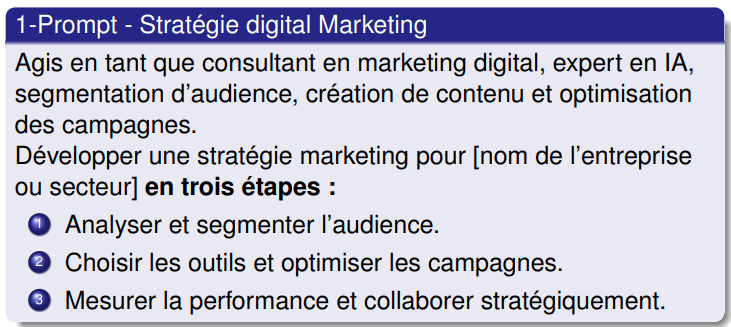 1-Prompt - Stratégie digital Marketing
Agis en tant que consultant en marketing digital, expert en IA,
segmentation d'audience, création de contenu et optimisation
des campagnes.
Développer une stratégie marketing pour [nom de l'entreprise
ou secteur] en trois étapes :
1 Analyser et segmenter l'audience.
2 Choisir les outils et optimiser les campagnes.
3 Mesurer la performance et collaborer stratégiquement.